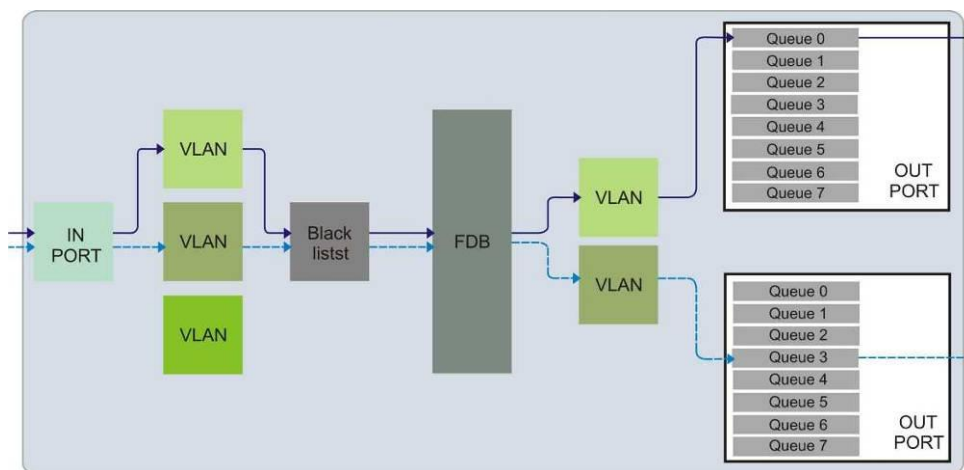 IN
PORT
VLAN
VLAN
VLAN
Black
listst
FDB
VLAN
VLAN
Queue 0
Queue 1
Queue 2
Queue 3
Queue 4
Queue 5
Queue 6
Queue 7
OUT
PORT
Queue 0
Queue 1
Queue 2
Queue 3
Queue 4
Queue 5
Queue 6
Queue 7
OUT
PORT